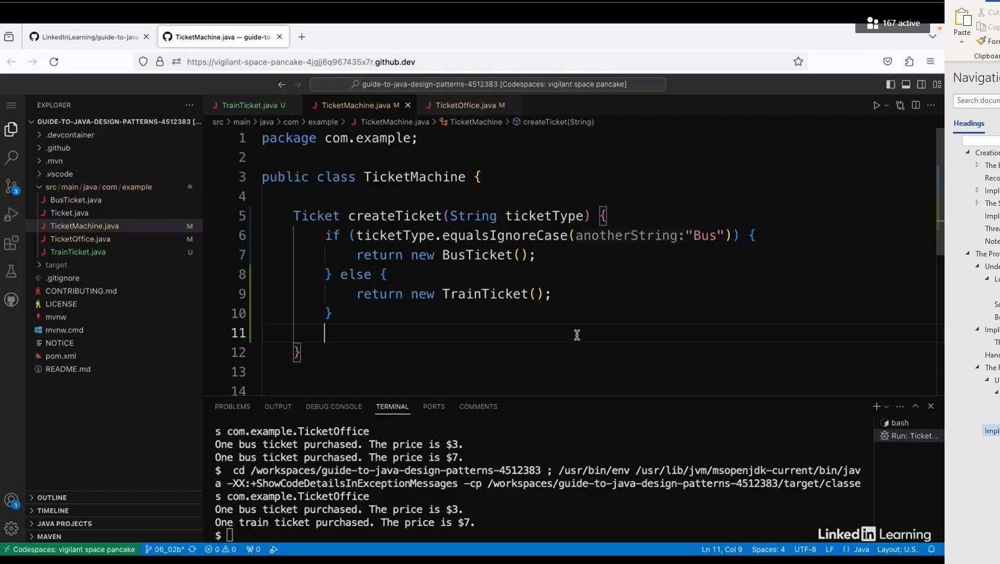 167 active
Cut
Paste
Clipboar
LinkedInLearning/guide-to-java-
TicketMachine.java — guide-to-
https://vigilant-space-pancake-4jgjj6q967435x7r.github.dev
Navigati
Search docum
Headings
guide-to-java-design-patterns-4512383 [Codespaces: vigilant space pancake]
EXPLORER
GUIDE-TO-JAVA-DESIGN-PATTERNS-4512383 [...
.devcontainer
.github
.mvn
.vscode
src/main/java/com/example
BusTicket.java
Ticket.java
TicketMachine.java M
TicketOffice.java M
TrainTicket.java U
target
.gitignore
CONTRIBUTING.md
LICENSE
mvnw
mvnw.cmd
NOTICE
pom.xml
README.md
OUTLINE
TIMELINE
JAVA PROJECTS
MAVEN
3
1
TrainTicket.java U
TicketMachine.java M
TicketOffice.java M
src > main > java > com > example > TicketMachine.java > TicketMachine > createTicket(String)
1 package com.example;
2
3 public class TicketMachine {
4
5 Ticket createTicket(String ticketType) {
6 if (ticketType.equalsIgnoreCase(anotherString:"Bus")) {
7 return new BusTicket();
8 } else {
9 return new TrainTicket();
10 }
11
12 }
13
14
PROBLEMS OUTPUT DEBUG CONSOLE TERMINAL PORTS COMMENTS
s com.example.TicketOffice
One bus ticket purchased. The price is $3.
One bus ticket purchased. The price is $7.
$ cd /workspaces/guide-to-java-design-patterns-4512383 ; /usr/bin/env /usr/lib/jvm/msopenjdk-current/bin/jav
a -XX:+ShowCodeDetailsInExceptionMessages -cp /workspaces/guide-to-java-design-patterns-4512383/target/classe
s com.example.TicketOffice
One bus ticket purchased. The price is $3.
One train ticket purchased. The price is $7.
$
bash
Run: Ticket...
LinkedIn Learning
Codespaces: vigilant space pancake
06_02b*
0 0
0
Ln 11, Col 9 Spaces: 4 UTF-8 LF {} Java Layout: U.S.
Creation
The
Reco
Impl
The S
Impl
Threa
Note
The Pro
Unde
Impl
Hand
The
Impl